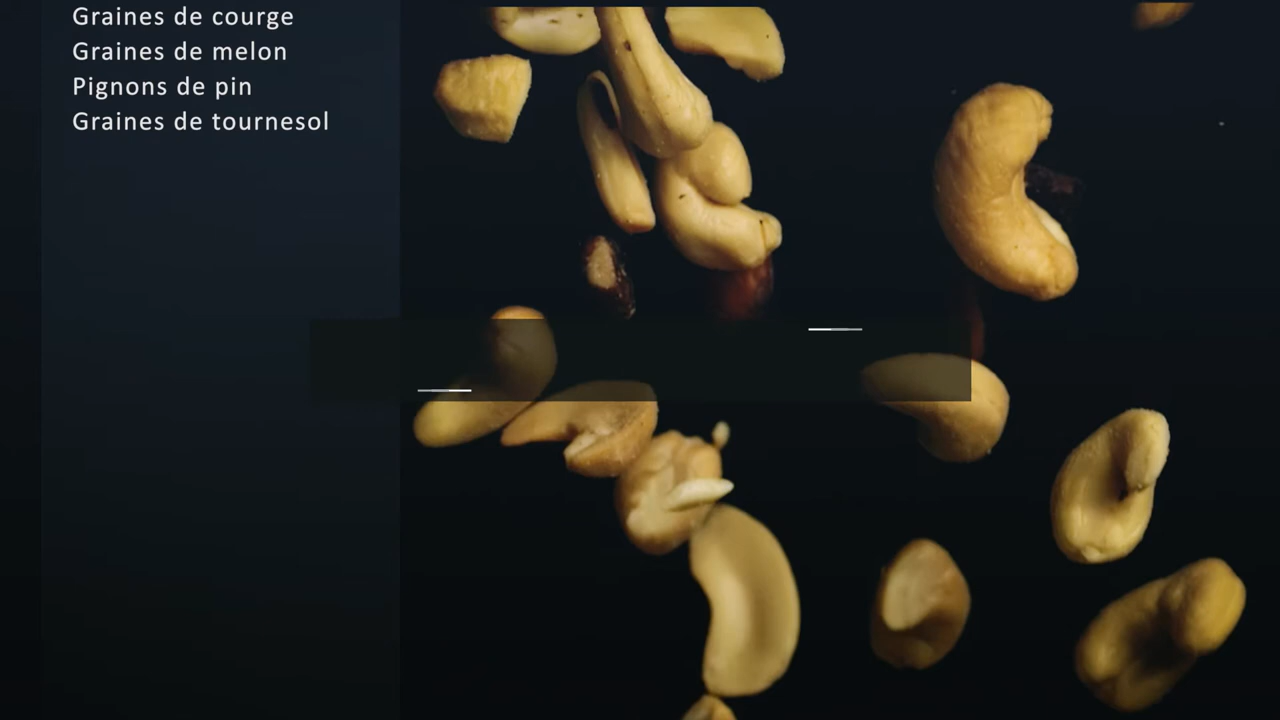 Graines de courge
Graines de melon
Pignons de pin
Graines de tournesol